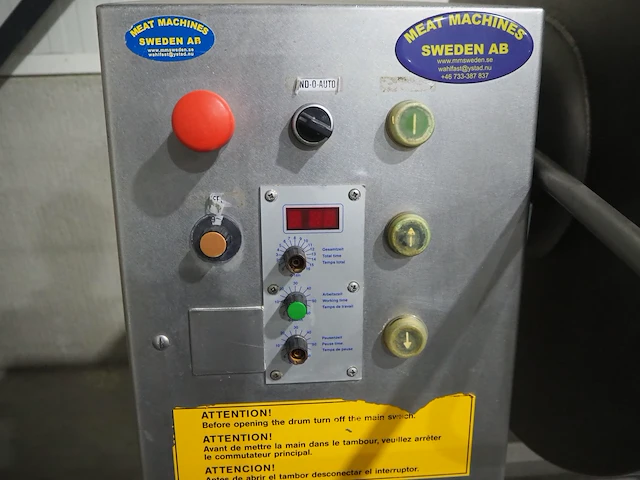 MEAT MACHINES
SWEDEN AB
www.mmsweden.se
wahlfast@ystad.nu
MEAT MACHINES
SWEDEN AB
www.mmsweden.se
wahlfast@ystad.nu
+46 733-387 837
ND-O-AUTO
Gesamtzeit
Total time
Temps total
Arbeitszeit
Working time
Temps de travail
Pausenzeit
Pause time
Temps de pause
ATTENTION!
Before opening the drum turn off the main switch.
ATTENTION!
Avant de mettre la main dans le tambour, veuillez arrêter
le commutateur principal.
ATTENCION!
Antes de abrir el tambor desconectar el interruptor.